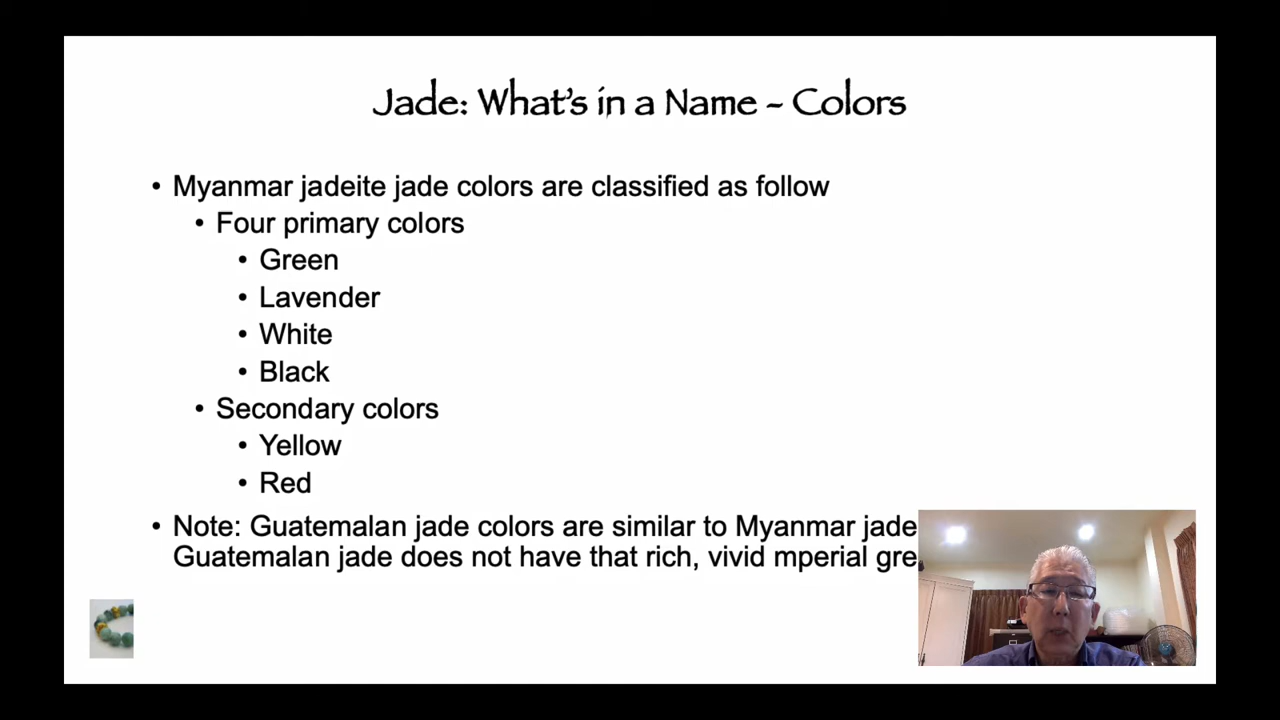 Jade: What's in a Name - Colors
• Myanmar jadeite jade colors are classified as follow
• Four primary colors
• Green
• Lavender
• White
• Black
• Secondary colors
• Yellow
• Red
• Note: Guatemalan jade colors are similar to Myanmar jade
Guatemalan jade does not have that rich, vivid mperial